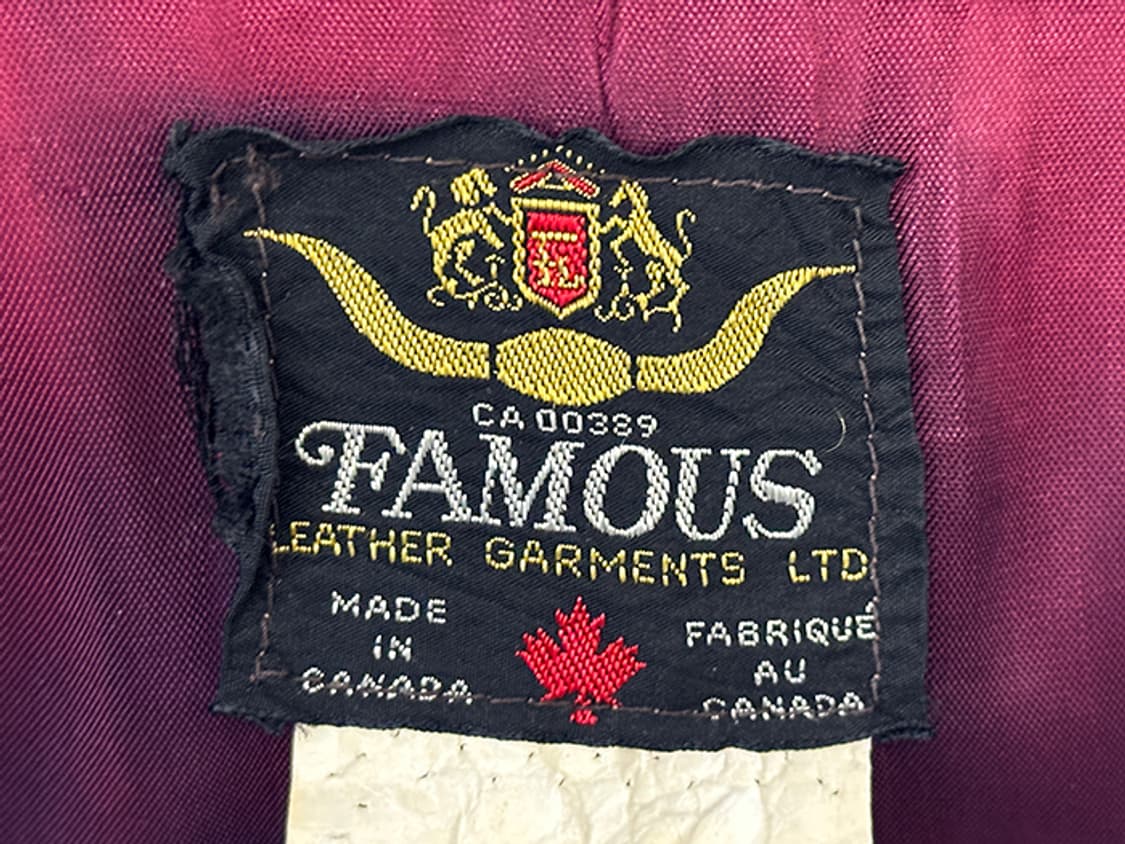 CA 00389
FAMOUS
LEATHER GARMENTS LTD
MADE
IN
CANADA
FABRIQUÉ
AU
CANADA